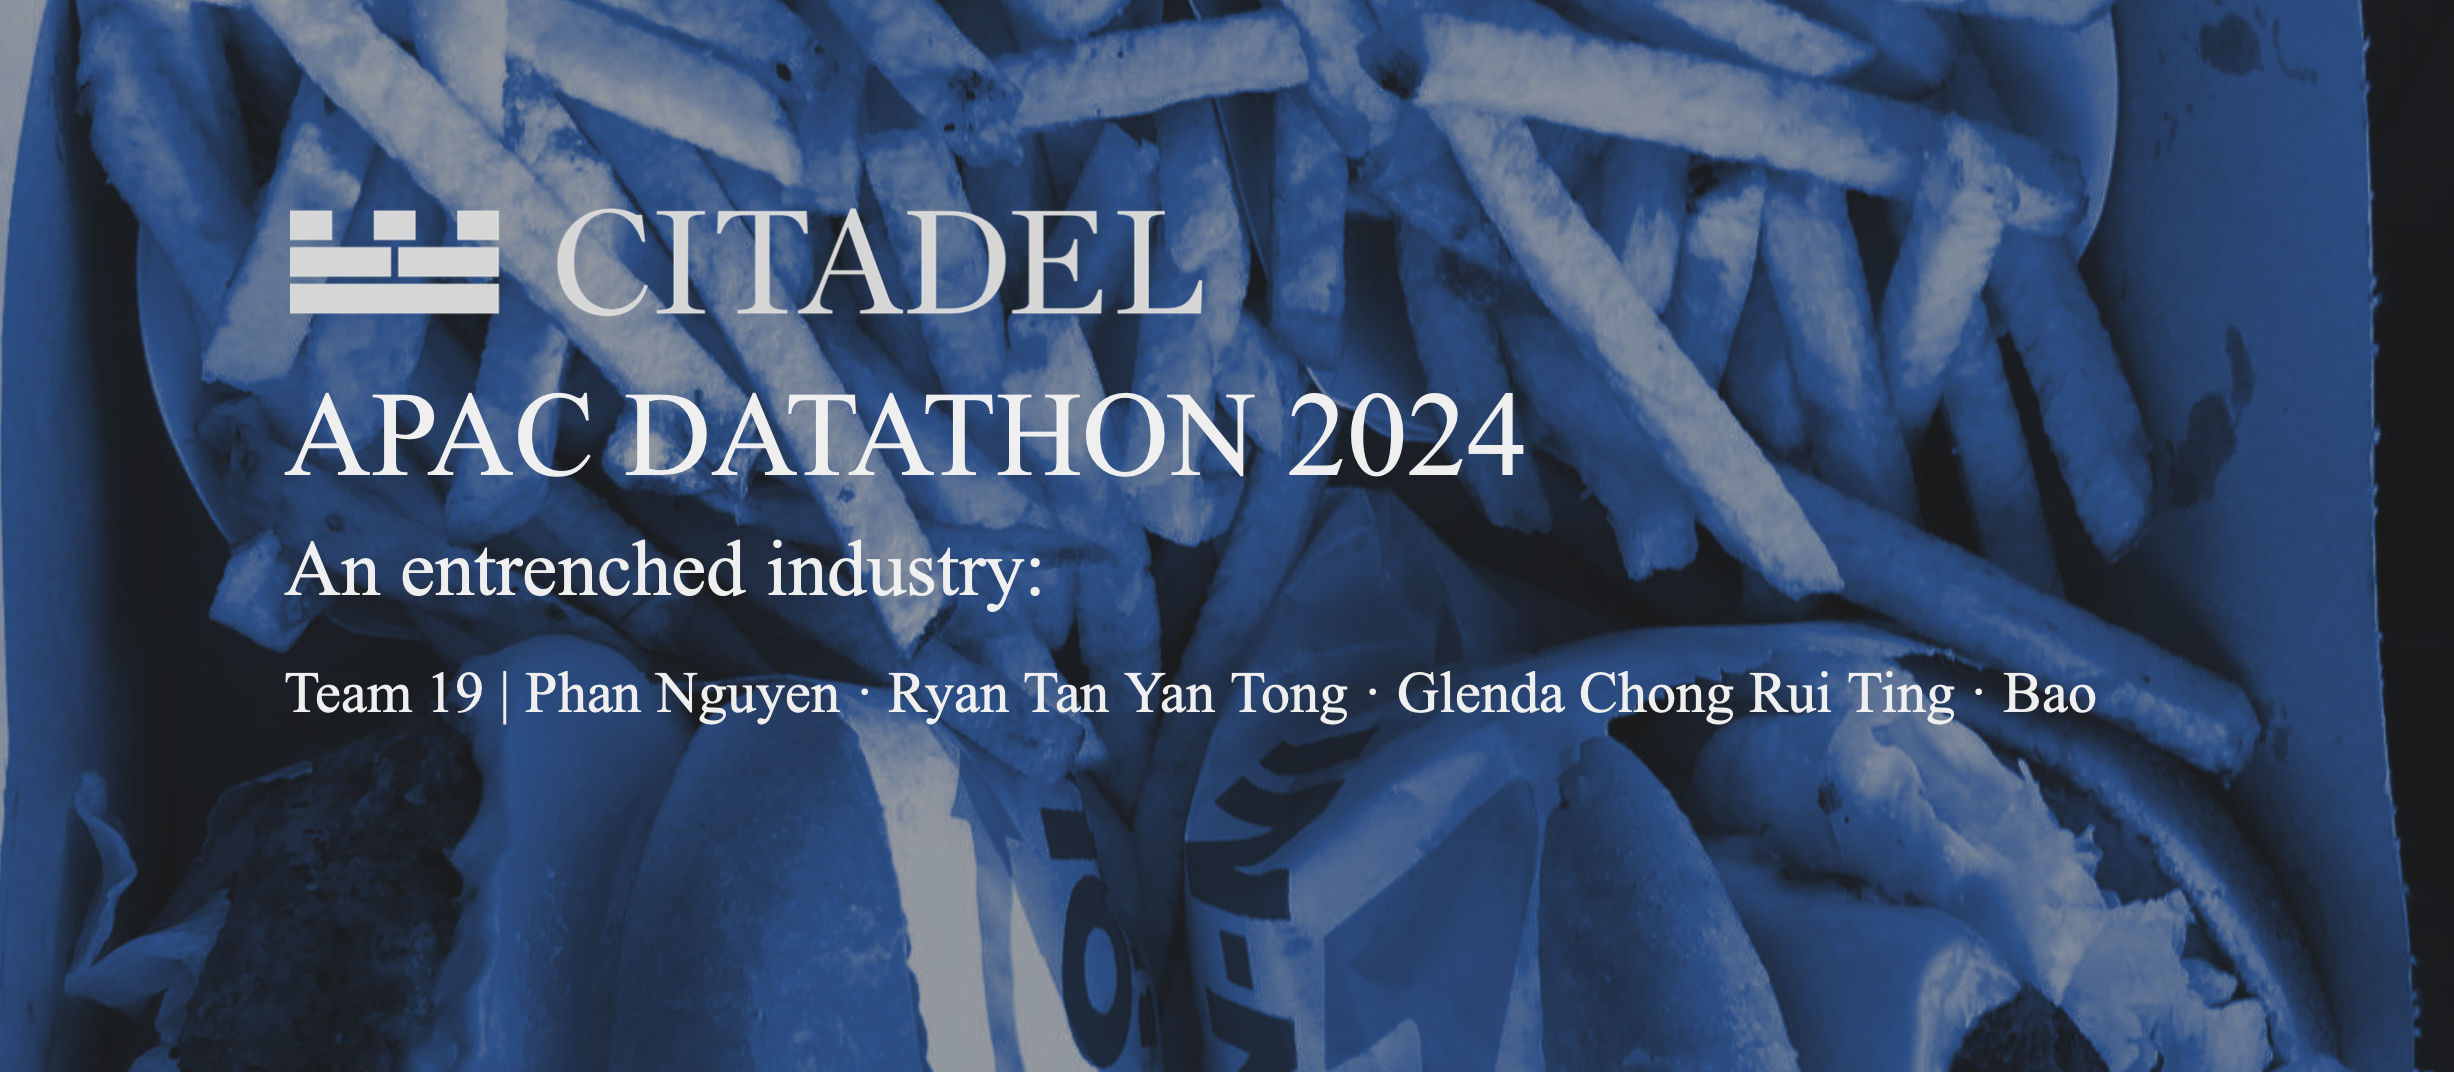 CITADEL
APAC DATATHON 2024
An entrenched industry:
Team 19 | Phan Nguyen · Ryan Tan Yan Tong · Glenda Chong Rui Ting · Bao